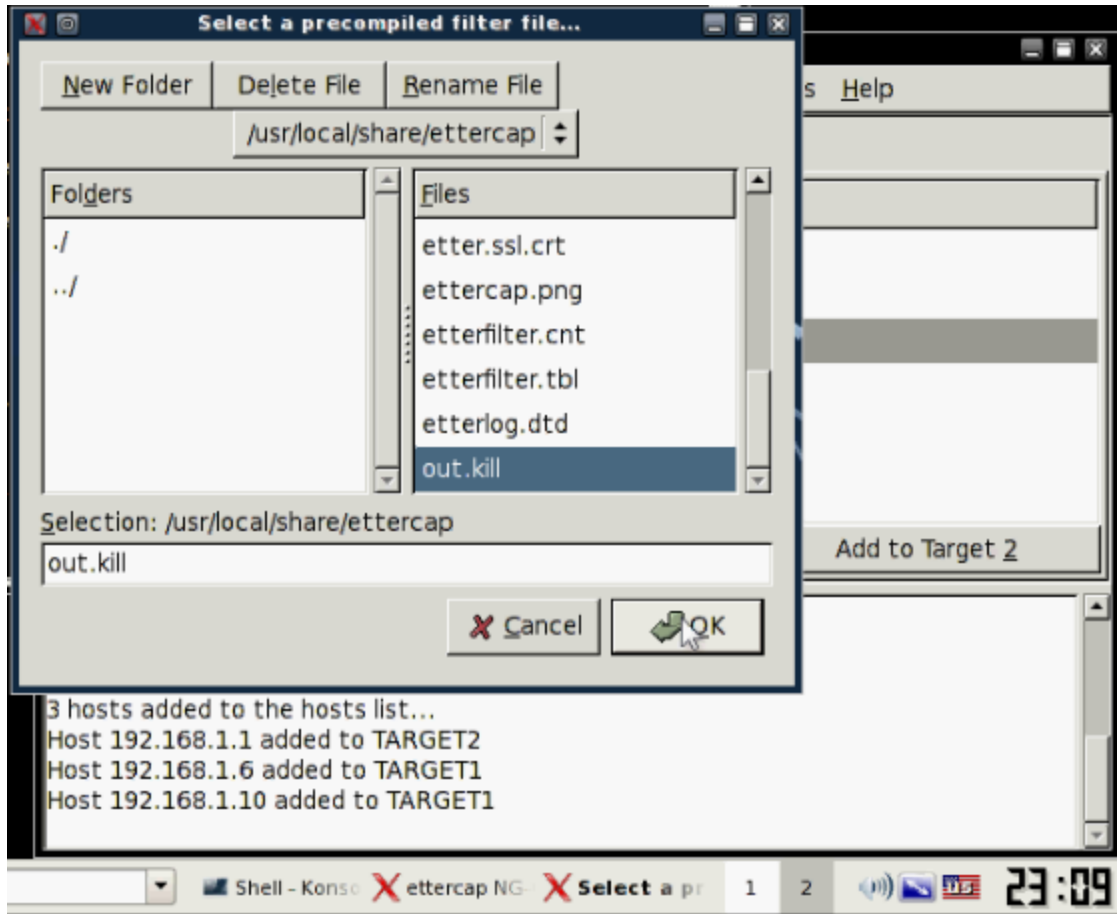 Select a precompiled filter file...
New Folder Delete File Rename File
s Help
/usr/local/share/ettercap
Folders
Files
./
../
etter.ssl.crt
ettercap.png
etterfilter.cnt
etterfilter.tbl
etterlog.dtd
out.kill
Selection: /usr/local/share/ettercap
out.kill
Add to Target 2
Cancel OK
3 hosts added to the hosts list...
Host 192.168.1.1 added to TARGET2
Host 192.168.1.6 added to TARGET1
Host 192.168.1.10 added to TARGET1
Shell - Konso ettercap NG- Select a pr 1 2 US 23:09